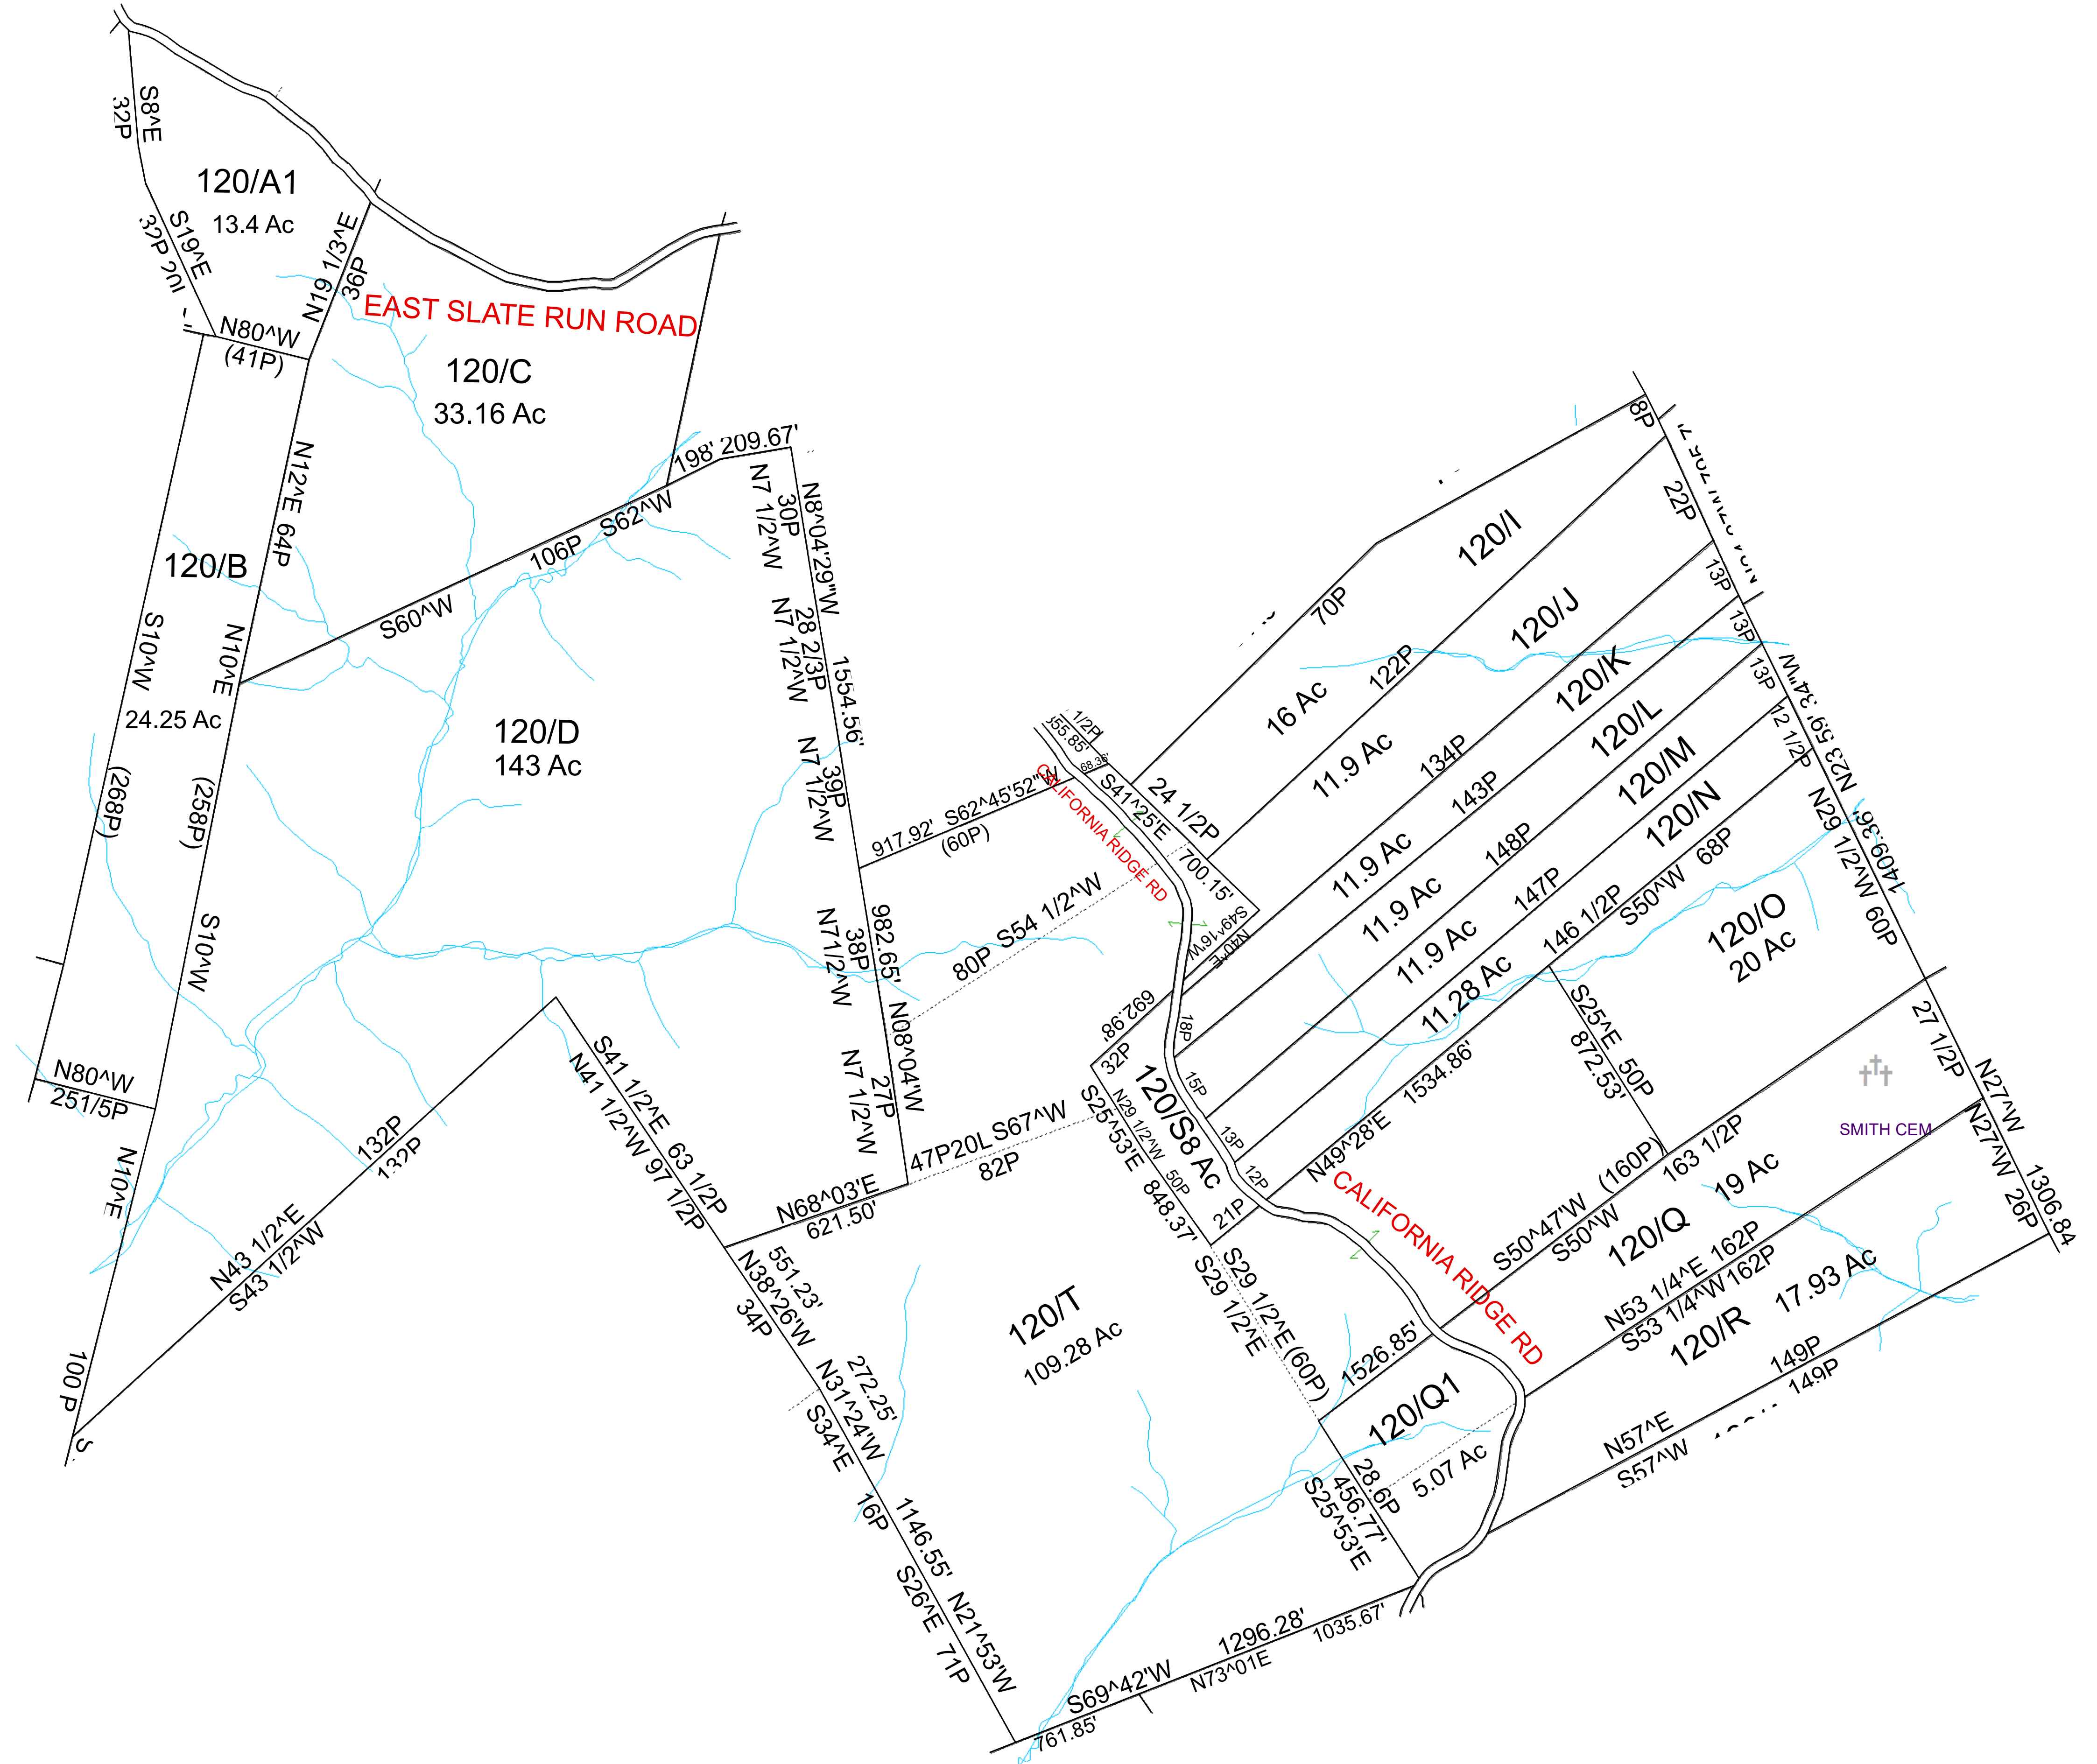 S8^E
32P
120/A1
13.4 Ac
S19^E
32P
N19 1/3^E
36P
EAST SLATE RUN ROAD
N80^W
(41P)
120/C
33.16 Ac
N12^E 64P
198' 209.67'
S62^W
106P
S60^W
120/B
S10^W
N10^E
24.25 Ac
(268P)
(258P)
S10^W
N80^W
251/5P
N10^E
100 P
120/D
143 Ac
N7 1/2^W
30P
N8^04'29"W
N7 1/2^W
28 2/3P
1554.56'
N7 1/2^W
39P
N71/2^W
38P
982.65'
N08^04'W
N7 1/2^W
27P
132P
132P
N43 1/2^E
S43 1/2^W
S41 1/2^E 63 1/2P
N41 1/2^W 97 1/2P
N68^03'E
621.50'
47P20L S67^W
82P
917.92' S62^45'52"W
(60P)
80P S54 1/2^W
CALIFORNIA RIDGE RD
1/2P
55.85'
68.36
S41^25'E
24 1/2P
700.15'
S49^16'W
N40^E
8P
22P
13P
13P
13P
12 1/2P
120/I
70P
16 Ac
122P
120/J
11.9 Ac
134P
120/K
11.9 Ac
143P
120/L
11.9 Ac
148P
120/M
11.9 Ac
147P
120/N
11.28 Ac
146 1/2P
S50^W 68P
N23^59'34"W
1409.36'
N29 1/2^W 60P
120/O
20 Ac
S25^E 50P
872.53'
692.98'
32P
18P
15P
13P
12P
21P
120/S8 Ac
N29 1/2^W 50P
S25^53'E 848.37'
N49^28'E 1534.86'
CALIFORNIA RIDGE RD
S29 1/2^E (60P)
S29 1/2^E
27 1/2P
N27^W
1306.84
N27^W 26P
SMITH CEM
S50^47'W (160P)
S50^W
163 1/2P
19 Ac
120/Q
N53 1/4^E 162P
S53 1/4^W 162P
120/R 17.93 Ac
149P
149P
N57^E
S57^W
1526.85'
120/Q1
5.07 Ac
28.6P
456.77'
S25^53'E
120/T
109.28 Ac
551.23'
N38^26'W
34P
272.25'
N31^24'W
S34^E
16P
1146.55'
N21^53'W
S26^E 71P
S69^42'W
1296.28'
1035.67'
N73^01E
761.85'